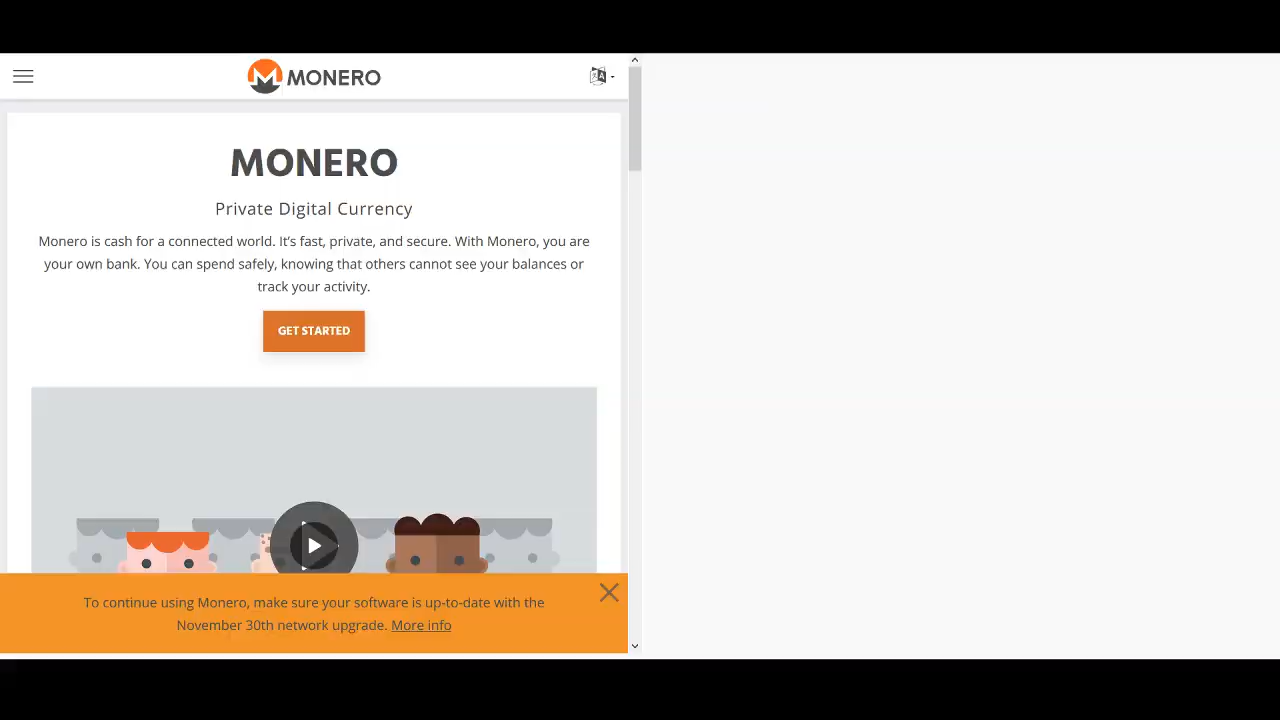 MONERO
MONERO
Private Digital Currency
Monero is cash for a connected world. It’s fast, private, and secure. With Monero, you are
your own bank. You can spend safely, knowing that others cannot see your balances or
track your activity.
GET STARTED
To continue using Monero, make sure your software is up-to-date with the
November 30th network upgrade. More info